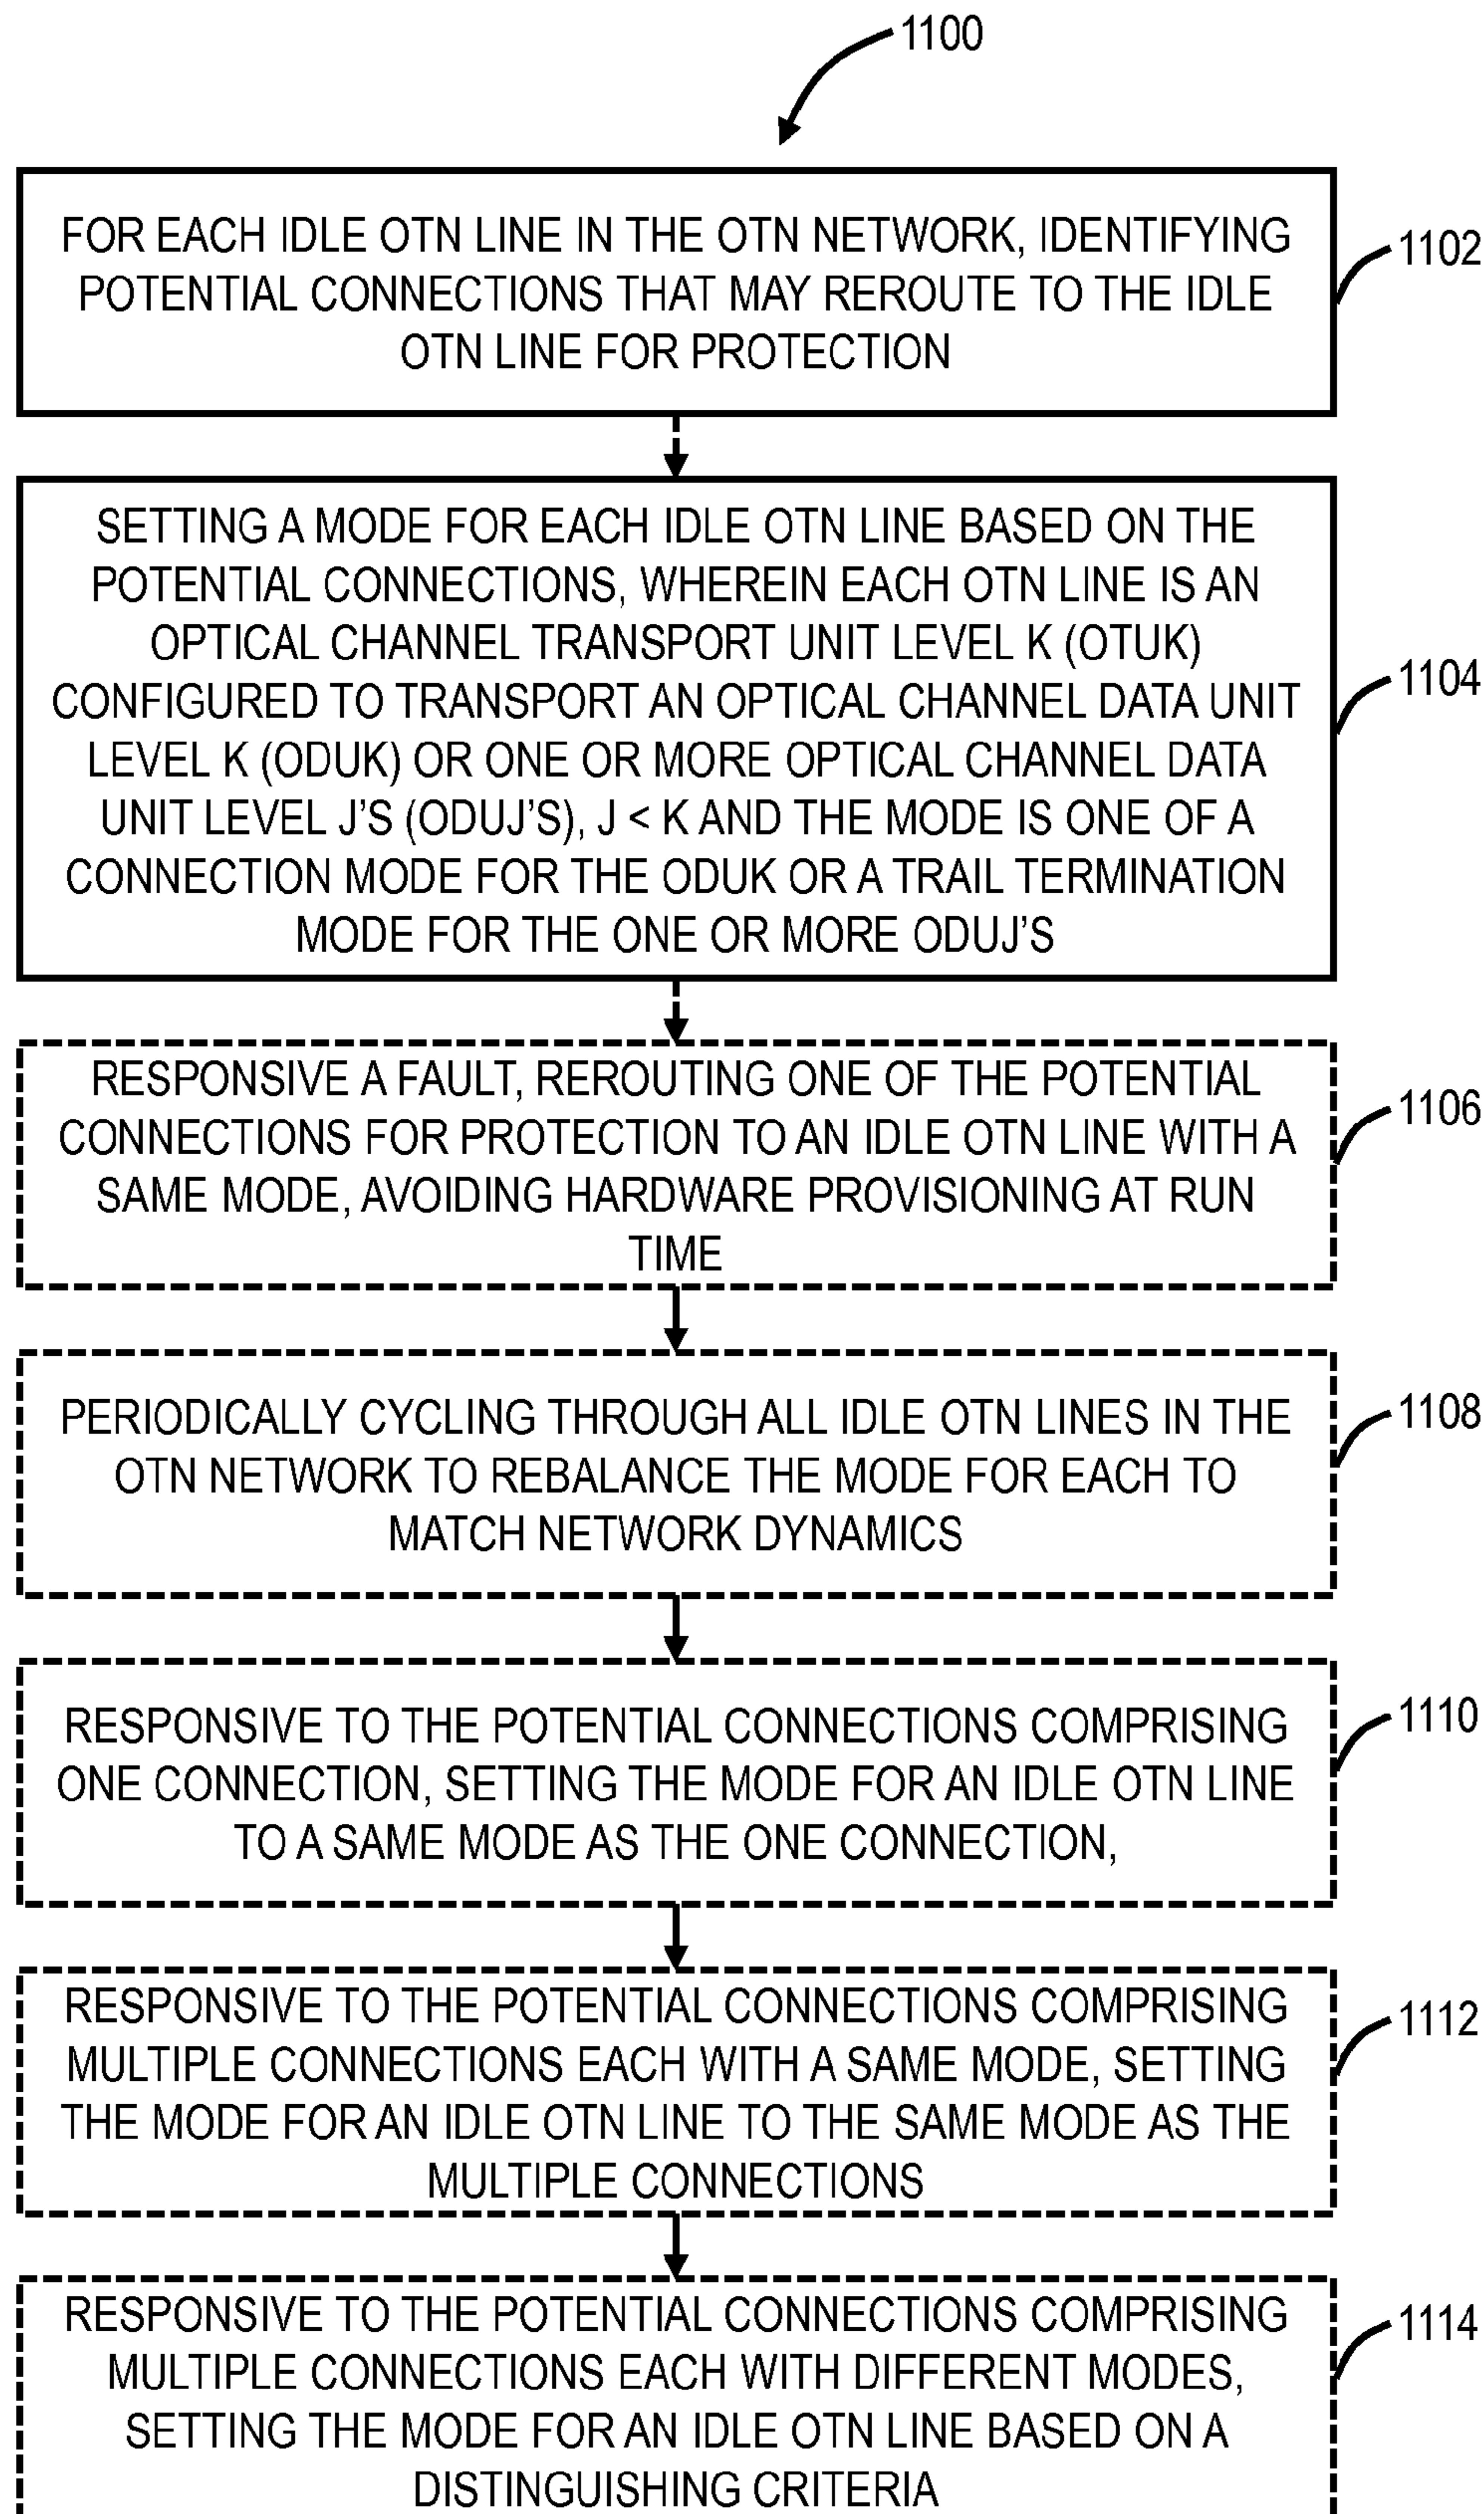 1100
FOR EACH IDLE OTN LINE IN THE OTN NETWORK, IDENTIFYING
POTENTIAL CONNECTIONS THAT MAY REROUTE TO THE IDLE
OTN LINE FOR PROTECTION
1102
SETTING A MODE FOR EACH IDLE OTN LINE BASED ON THE
POTENTIAL CONNECTIONS, WHEREIN EACH OTN LINE IS AN
OPTICAL CHANNEL TRANSPORT UNIT LEVEL K (OTUK)
CONFIGURED TO TRANSPORT AN OPTICAL CHANNEL DATA UNIT
LEVEL K (ODUK) OR ONE OR MORE OPTICAL CHANNEL DATA
UNIT LEVEL J'S (ODUJ'S), J < K AND THE MODE IS ONE OF A
CONNECTION MODE FOR THE ODUK OR A TRAIL TERMINATION
MODE FOR THE ONE OR MORE ODUJ'S
1104
RESPONSIVE A FAULT, REROUTING ONE OF THE POTENTIAL
CONNECTIONS FOR PROTECTION TO AN IDLE OTN LINE WITH A
SAME MODE, AVOIDING HARDWARE PROVISIONING AT RUN
TIME
1106
PERIODICALLY CYCLING THROUGH ALL IDLE OTN LINES IN THE
OTN NETWORK TO REBALANCE THE MODE FOR EACH TO
MATCH NETWORK DYNAMICS
1108
RESPONSIVE TO THE POTENTIAL CONNECTIONS COMPRISING
ONE CONNECTION, SETTING THE MODE FOR AN IDLE OTN LINE
TO A SAME MODE AS THE ONE CONNECTION,
1110
RESPONSIVE TO THE POTENTIAL CONNECTIONS COMPRISING
MULTIPLE CONNECTIONS EACH WITH A SAME MODE, SETTING
THE MODE FOR AN IDLE OTN LINE TO THE SAME MODE AS THE
MULTIPLE CONNECTIONS
1112
RESPONSIVE TO THE POTENTIAL CONNECTIONS COMPRISING
MULTIPLE CONNECTIONS EACH WITH DIFFERENT MODES,
SETTING THE MODE FOR AN IDLE OTN LINE BASED ON A
DISTINGUISHING CRITERIA
1114